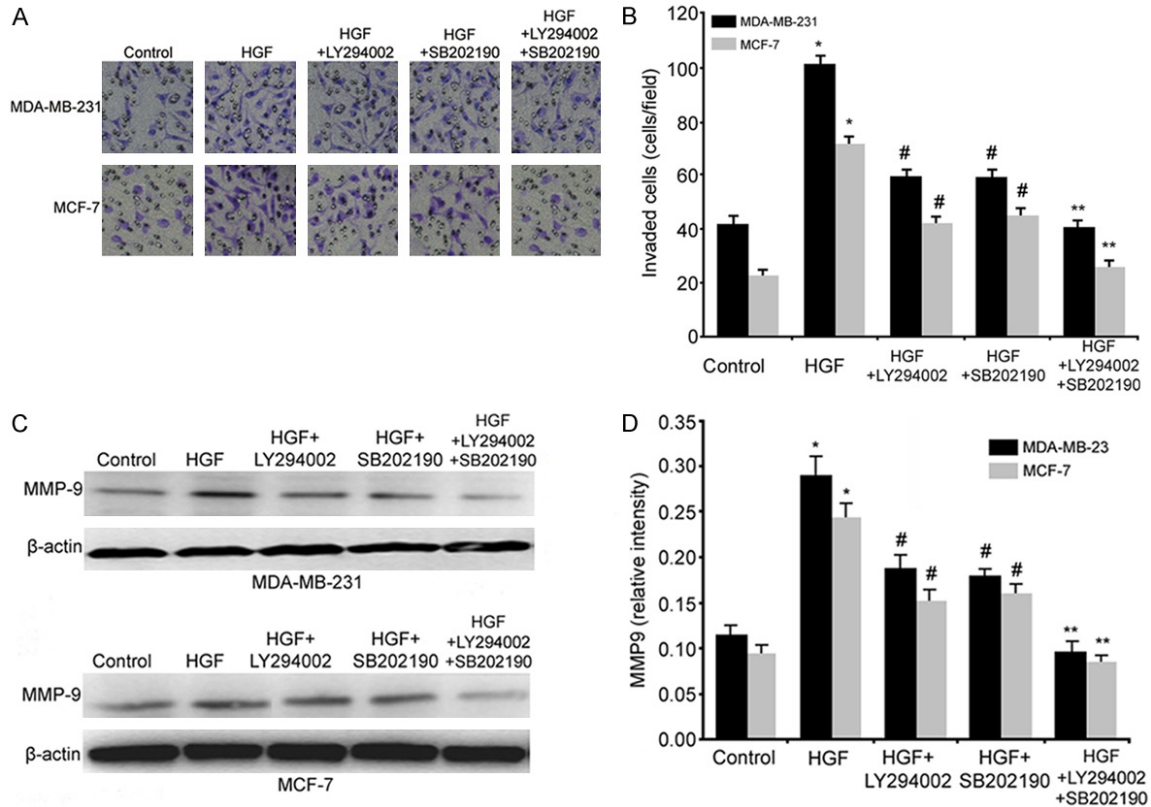 A
Control
HGF
HGF
+LY294002
HGF
+SB202190
HGF
+LY294002
+SB202190
MDA-MB-231
MCF-7
B
120
100
80
60
40
20
0
Invaded cells (cells/field)
MDA-MB-231
MCF-7
*
*
#
#
#
#
**
**
Control
HGF
HGF
+LY294002
HGF
+SB202190
HGF
+LY294002
+SB202190
C
Control
HGF
HGF+
LY294002
HGF+
SB202190
HGF
+LY294002
+SB202190
MMP-9
β-actin
MDA-MB-231
Control
HGF
HGF+
LY294002
HGF+
SB202190
HGF
+LY294002
+SB202190
MMP-9
β-actin
MCF-7
D
0.35
0.30
0.25
0.20
0.15
0.10
0.05
0.00
MMP9 (relative intensity)
MDA-MB-23
MCF-7
*
*
#
#
#
#
**
**
Control
HGF
HGF+
LY294002
HGF+
SB202190
HGF
+LY294002
+SB202190